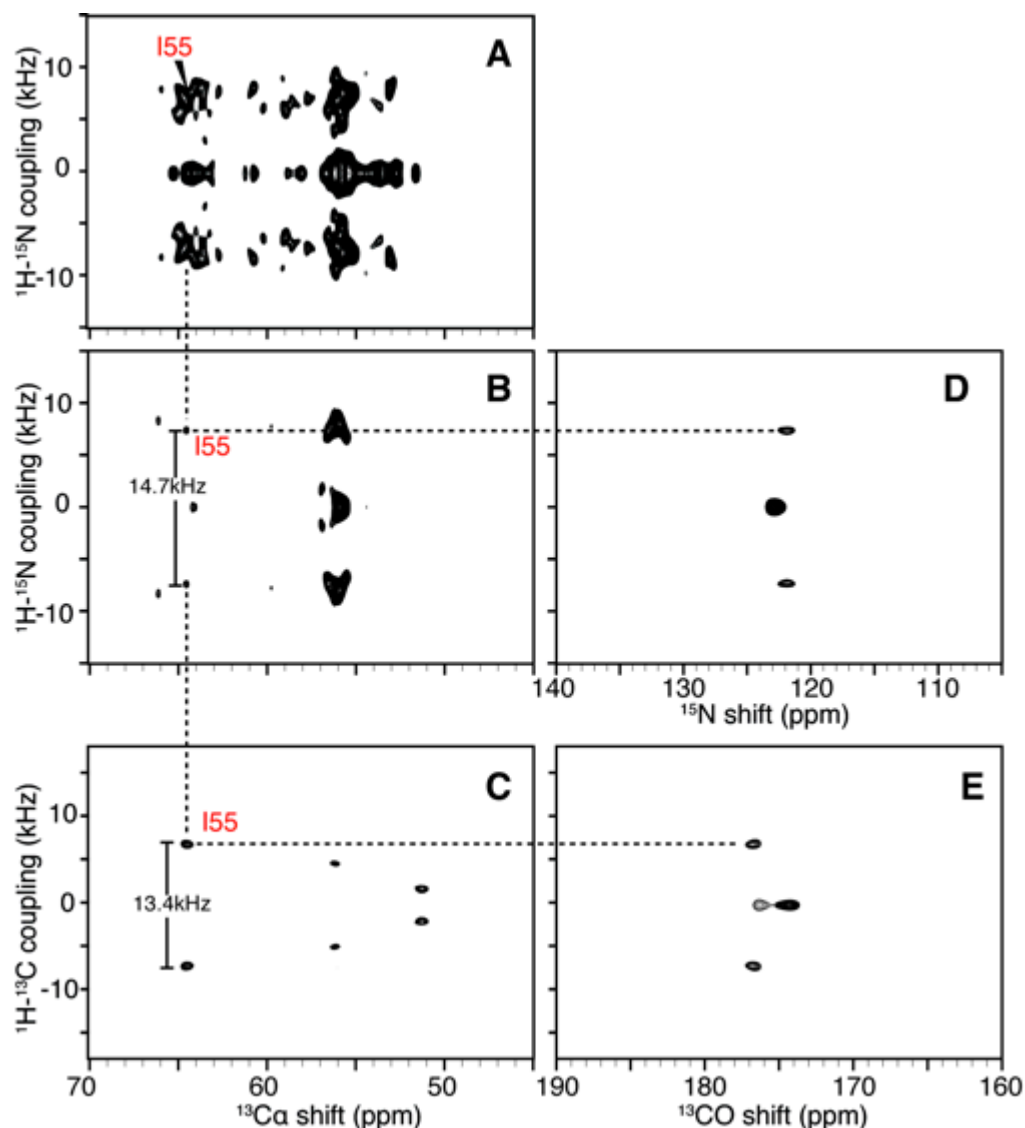 I55
A
¹H-¹⁵N coupling (kHz)
10
0
-10
B
D
¹H-¹⁵N coupling (kHz)
10
0
-10
I55
14.7kHz
140 130 120 110
¹⁵N shift (ppm)
C
E
¹H-¹³C coupling (kHz)
10
0
-10
I55
13.4kHz
70 60 50
¹³Cα shift (ppm)
190 180 170 160
¹³CO shift (ppm)